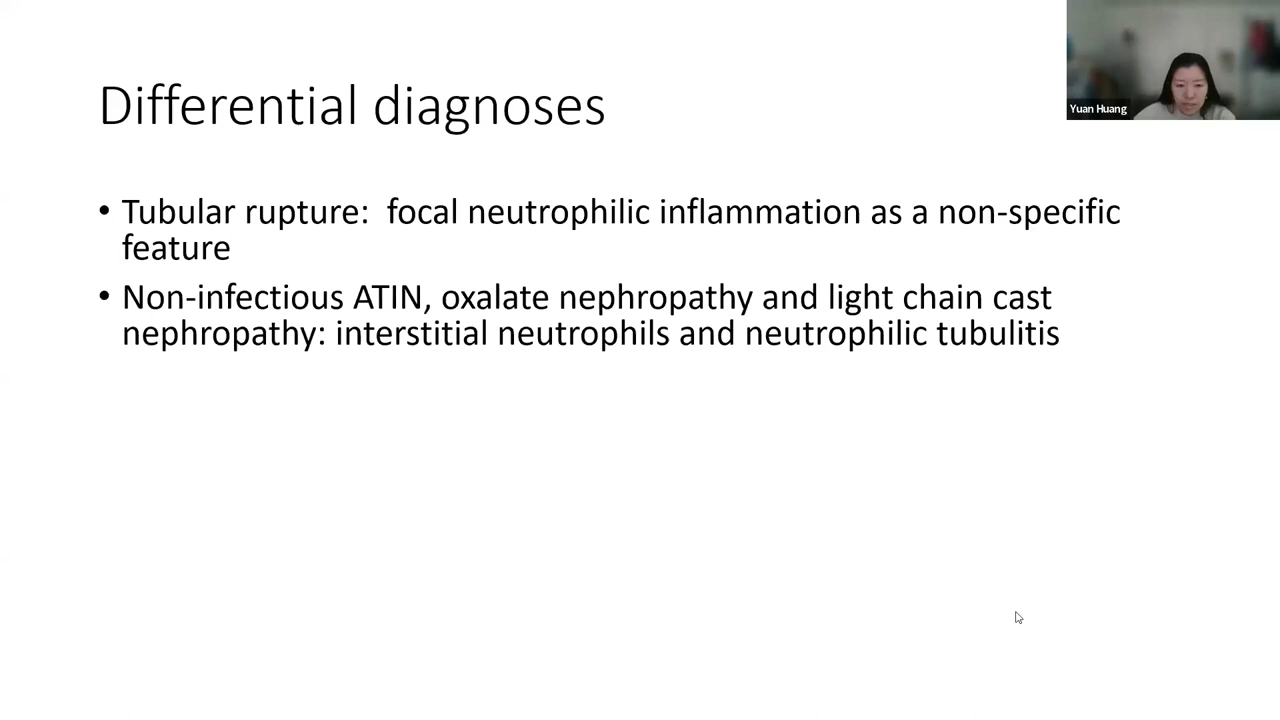 Yuan Huang
Differential diagnoses
• Tubular rupture:  focal neutrophilic inflammation as a non-specific
feature
• Non-infectious ATIN, oxalate nephropathy and light chain cast
nephropathy: interstitial neutrophils and neutrophilic tubulitis